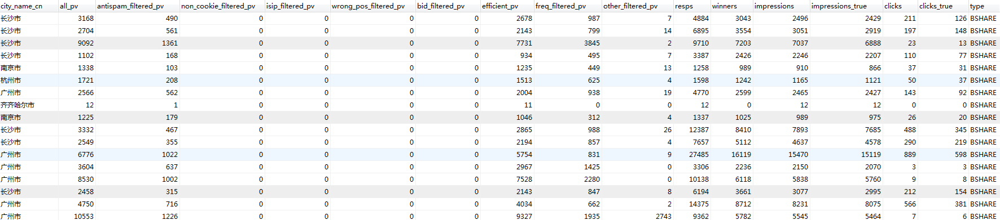 city_name_cn all_pv antispam_filtered_pv non_cookie_filtered_pv isip_filtered_pv wrong_pos_filtered_pv bid_filtered_pv efficient_pv freq_filtered_pv other_filtered_pv resps winners impressions impressions_true clicks clicks_true type
长沙市 3168 490 0 0 0 0 2678 987 7 4884 3043 2496 2429 211 126 BSHARE
长沙市 2704 561 0 0 0 0 2143 799 14 6895 3554 3051 2919 197 148 BSHARE
长沙市 9092 1361 0 0 0 0 7731 3845 2 9710 7203 7037 6888 23 13 BSHARE
长沙市 1102 168 0 0 0 0 934 495 7 3387 2426 2246 2207 110 77 BSHARE
南京市 1338 103 0 0 0 0 1235 449 13 1258 989 910 866 37 31 BSHARE
杭州市 1721 208 0 0 0 0 1513 625 4 1598 1242 1165 1121 50 37 BSHARE
广州市 2566 562 0 0 0 0 2004 938 19 4770 2599 2465 2427 143 92 BSHARE
齐齐哈尔市 12 1 0 0 0 0 11 0 0 12 0 12 12 0 0 BSHARE
南京市 1225 179 0 0 0 0 1046 312 4 1337 1025 989 975 26 20 BSHARE
长沙市 3332 467 0 0 0 0 2865 988 26 12387 8410 7893 7685 488 345 BSHARE
长沙市 2549 355 0 0 0 0 2194 857 4 7657 5112 4637 4578 290 219 BSHARE
广州市 6776 1022 0 0 0 0 5754 831 9 27485 16119 15470 15119 889 598 BSHARE
广州市 3604 637 0 0 0 0 2967 1425 0 3306 2236 2150 2070 3 3 BSHARE
广州市 8530 1002 0 0 0 0 7528 2280 0 10138 6118 5838 5760 9 8 BSHARE
长沙市 2458 315 0 0 0 0 2143 847 8 6194 3661 3077 2995 212 154 BSHARE
广州市 4750 716 0 0 0 0 4034 662 2 14375 8712 8231 8075 566 381 BSHARE
广州市 10553 1226 0 0 0 0 9327 1935 2743 9362 5782 5545 5464 7 6 BSHARE